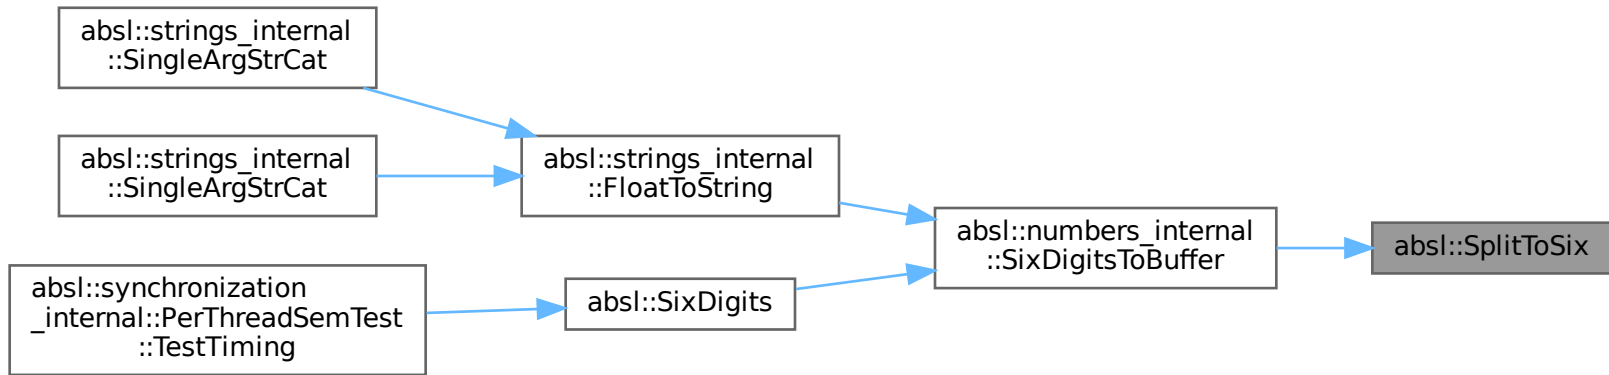 absl::strings_internal
::SingleArgStrCat
absl::strings_internal
::SingleArgStrCat
absl::synchronization
_internal::PerThreadSemTest
::TestTiming
absl::strings_internal
::FloatToString
absl::SixDigits
absl::numbers_internal
::SixDigitsToBuffer
absl::SplitToSix